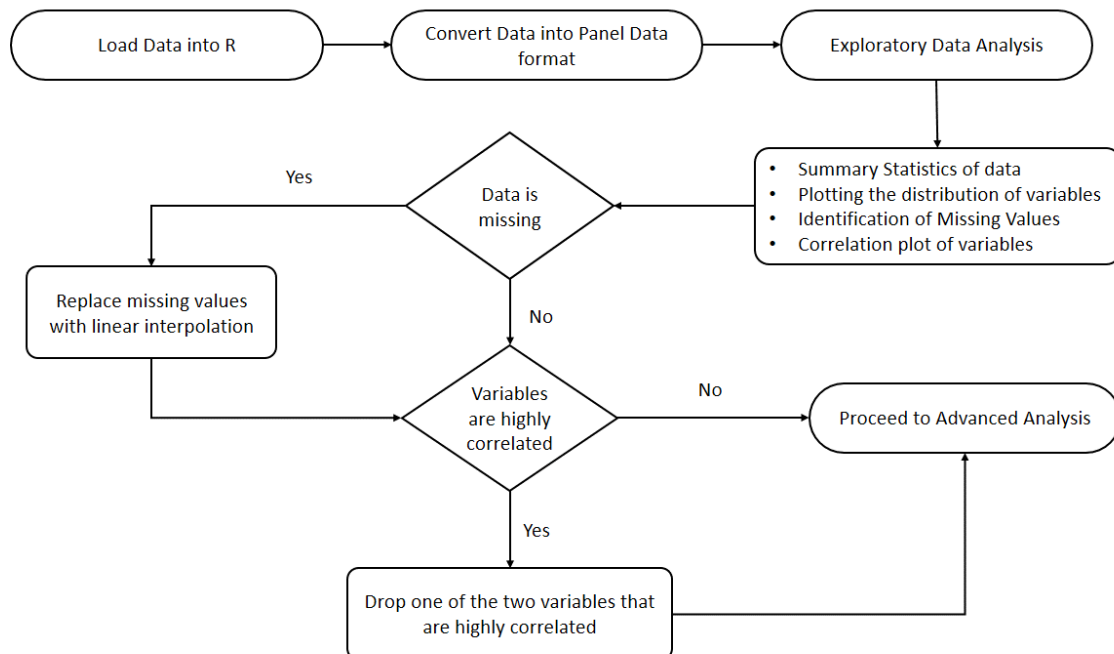 Load Data into R
Convert Data into Panel Data
format
Exploratory Data Analysis
• Summary Statistics of data
• Plotting the distribution of variables
• Identification of Missing Values
• Correlation plot of variables
Data is
missing
Yes
Replace missing values
with linear interpolation
No
Variables
are highly
correlated
No
Proceed to Advanced Analysis
Yes
Drop one of the two variables that
are highly correlated